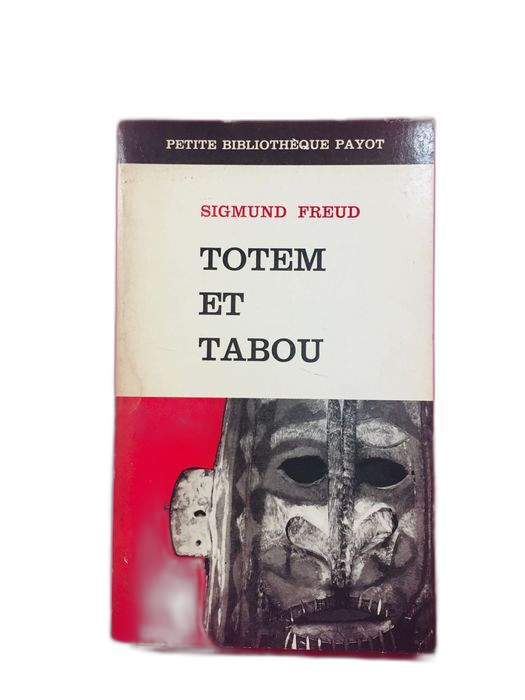 PETITE BIBLIOTHÈQUE PAYOT
SIGMUND FREUD
TOTEM
ET
TABOU